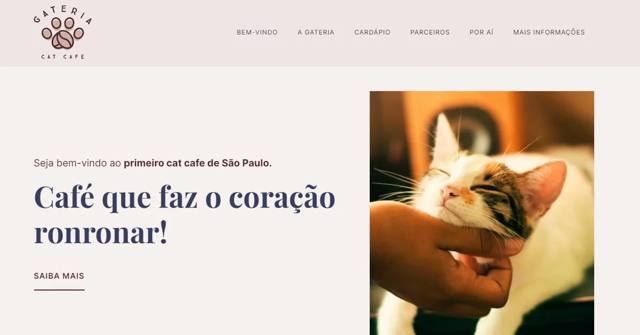 GATERIA
CAT CAFE
BEM-VINDO A GATERIA CARDÁPIO PARCEIROS POR AÍ MAIS INFORMAÇÕES
Seja bem-vindo ao primeiro cat cafe de São Paulo.
Café que faz o coração
ronronar!
SAIBA MAIS